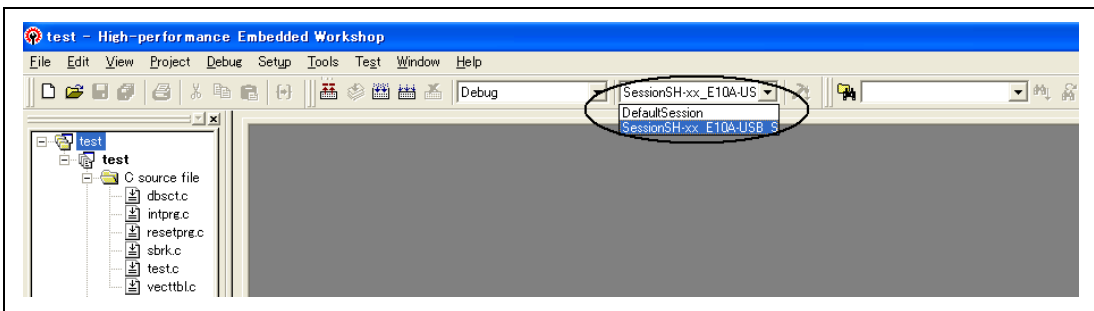 test - High-performance Embedded Workshop
File Edit View Project Debug Setup Tools Test Window Help
Debug SessionSH-xx_E10A-US
DefaultSession
SessionSH-xx_E10A-USB_S
test
test
C source file
dbsct.c
intprg.c
resetprg.c
sbrk.c
test.c
vecttbl.c